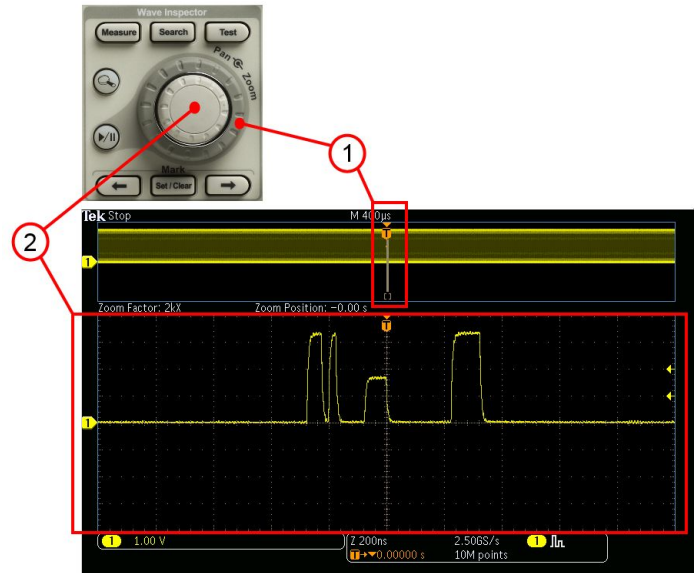 Wave Inspector
Measure Search Test
Pan Zoom
Mark
← Set / Clear →
1
2
Tek Stop
M 400µs
T
1
Zoom Factor: 2kX Zoom Position: −0.00 s
T
1
1 1.00 V
Z 200ns 2.50GS/s 1
T→▼0.00000 s 10M points